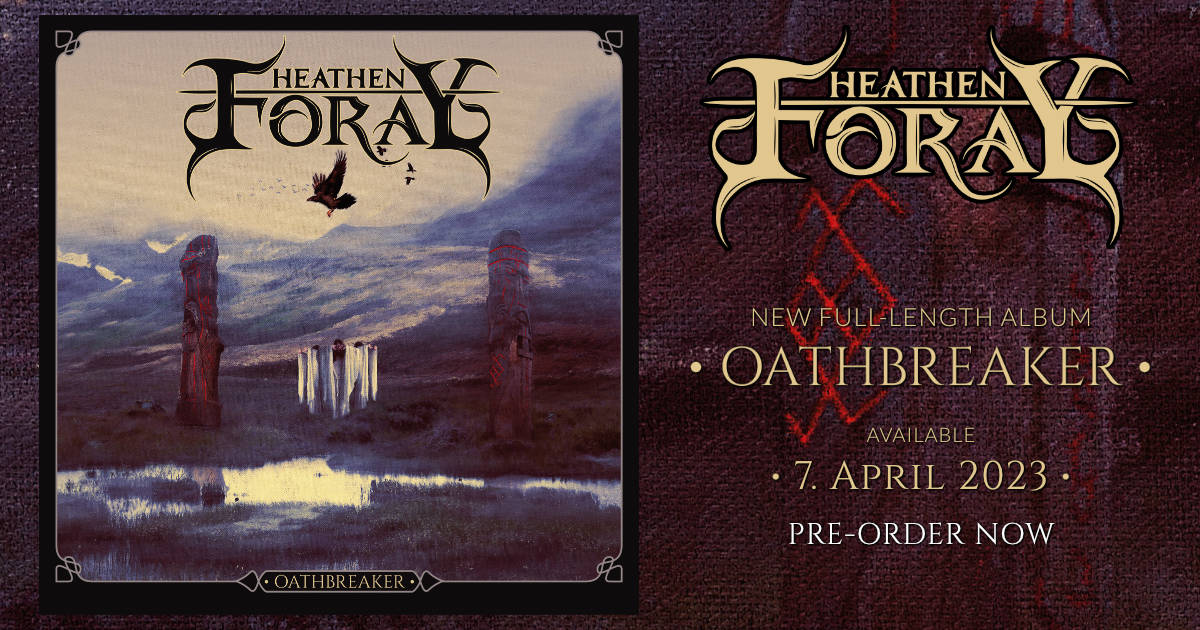 HEATHEN
FORAY
• OATHBREAKER •
HEATHEN
FORAY
NEW FULL-LENGTH ALBUM
• OATHBREAKER •
AVAILABLE
• 7. APRIL 2023 •
PRE-ORDER NOW